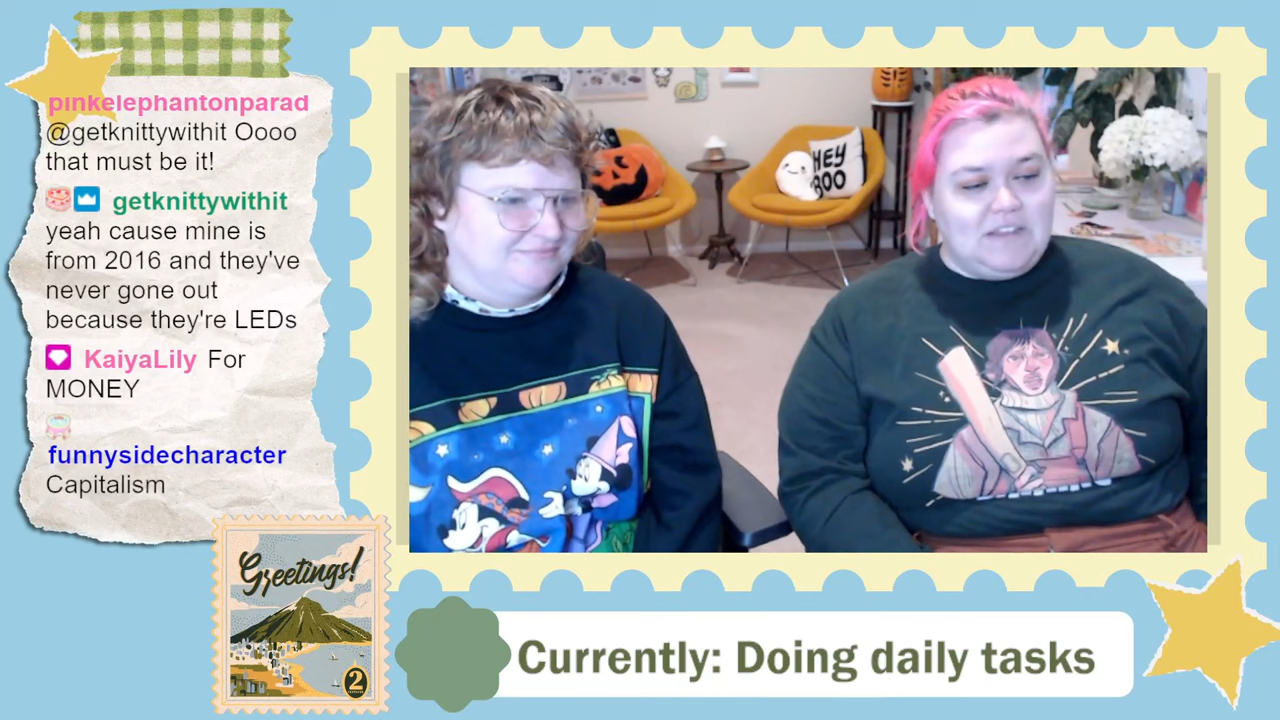 pinkelephantonparad
@getknittywithit Oooo
that must be it!
getknittywithit
yeah cause mine is
from 2016 and they've
never gone out
because they're LEDs
KaiyaLily For
MONEY
funnysidecharacter
Capitalism
HEY
BOO
Greetings!
2
Currently: Doing daily tasks